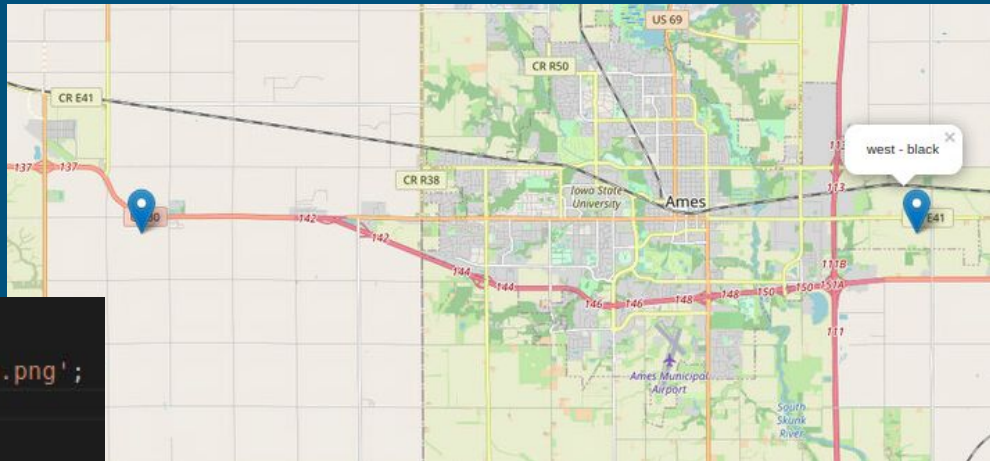 US 69
CR R50
CR E41
137
137
113
west - black
×
CR R38
113
Iowa State
University
Ames
E41
142
142
144
144
111B
146
146
148
148
150
150
151A
111
.png';
Ames Municipal
Airport
South
Skunk
River